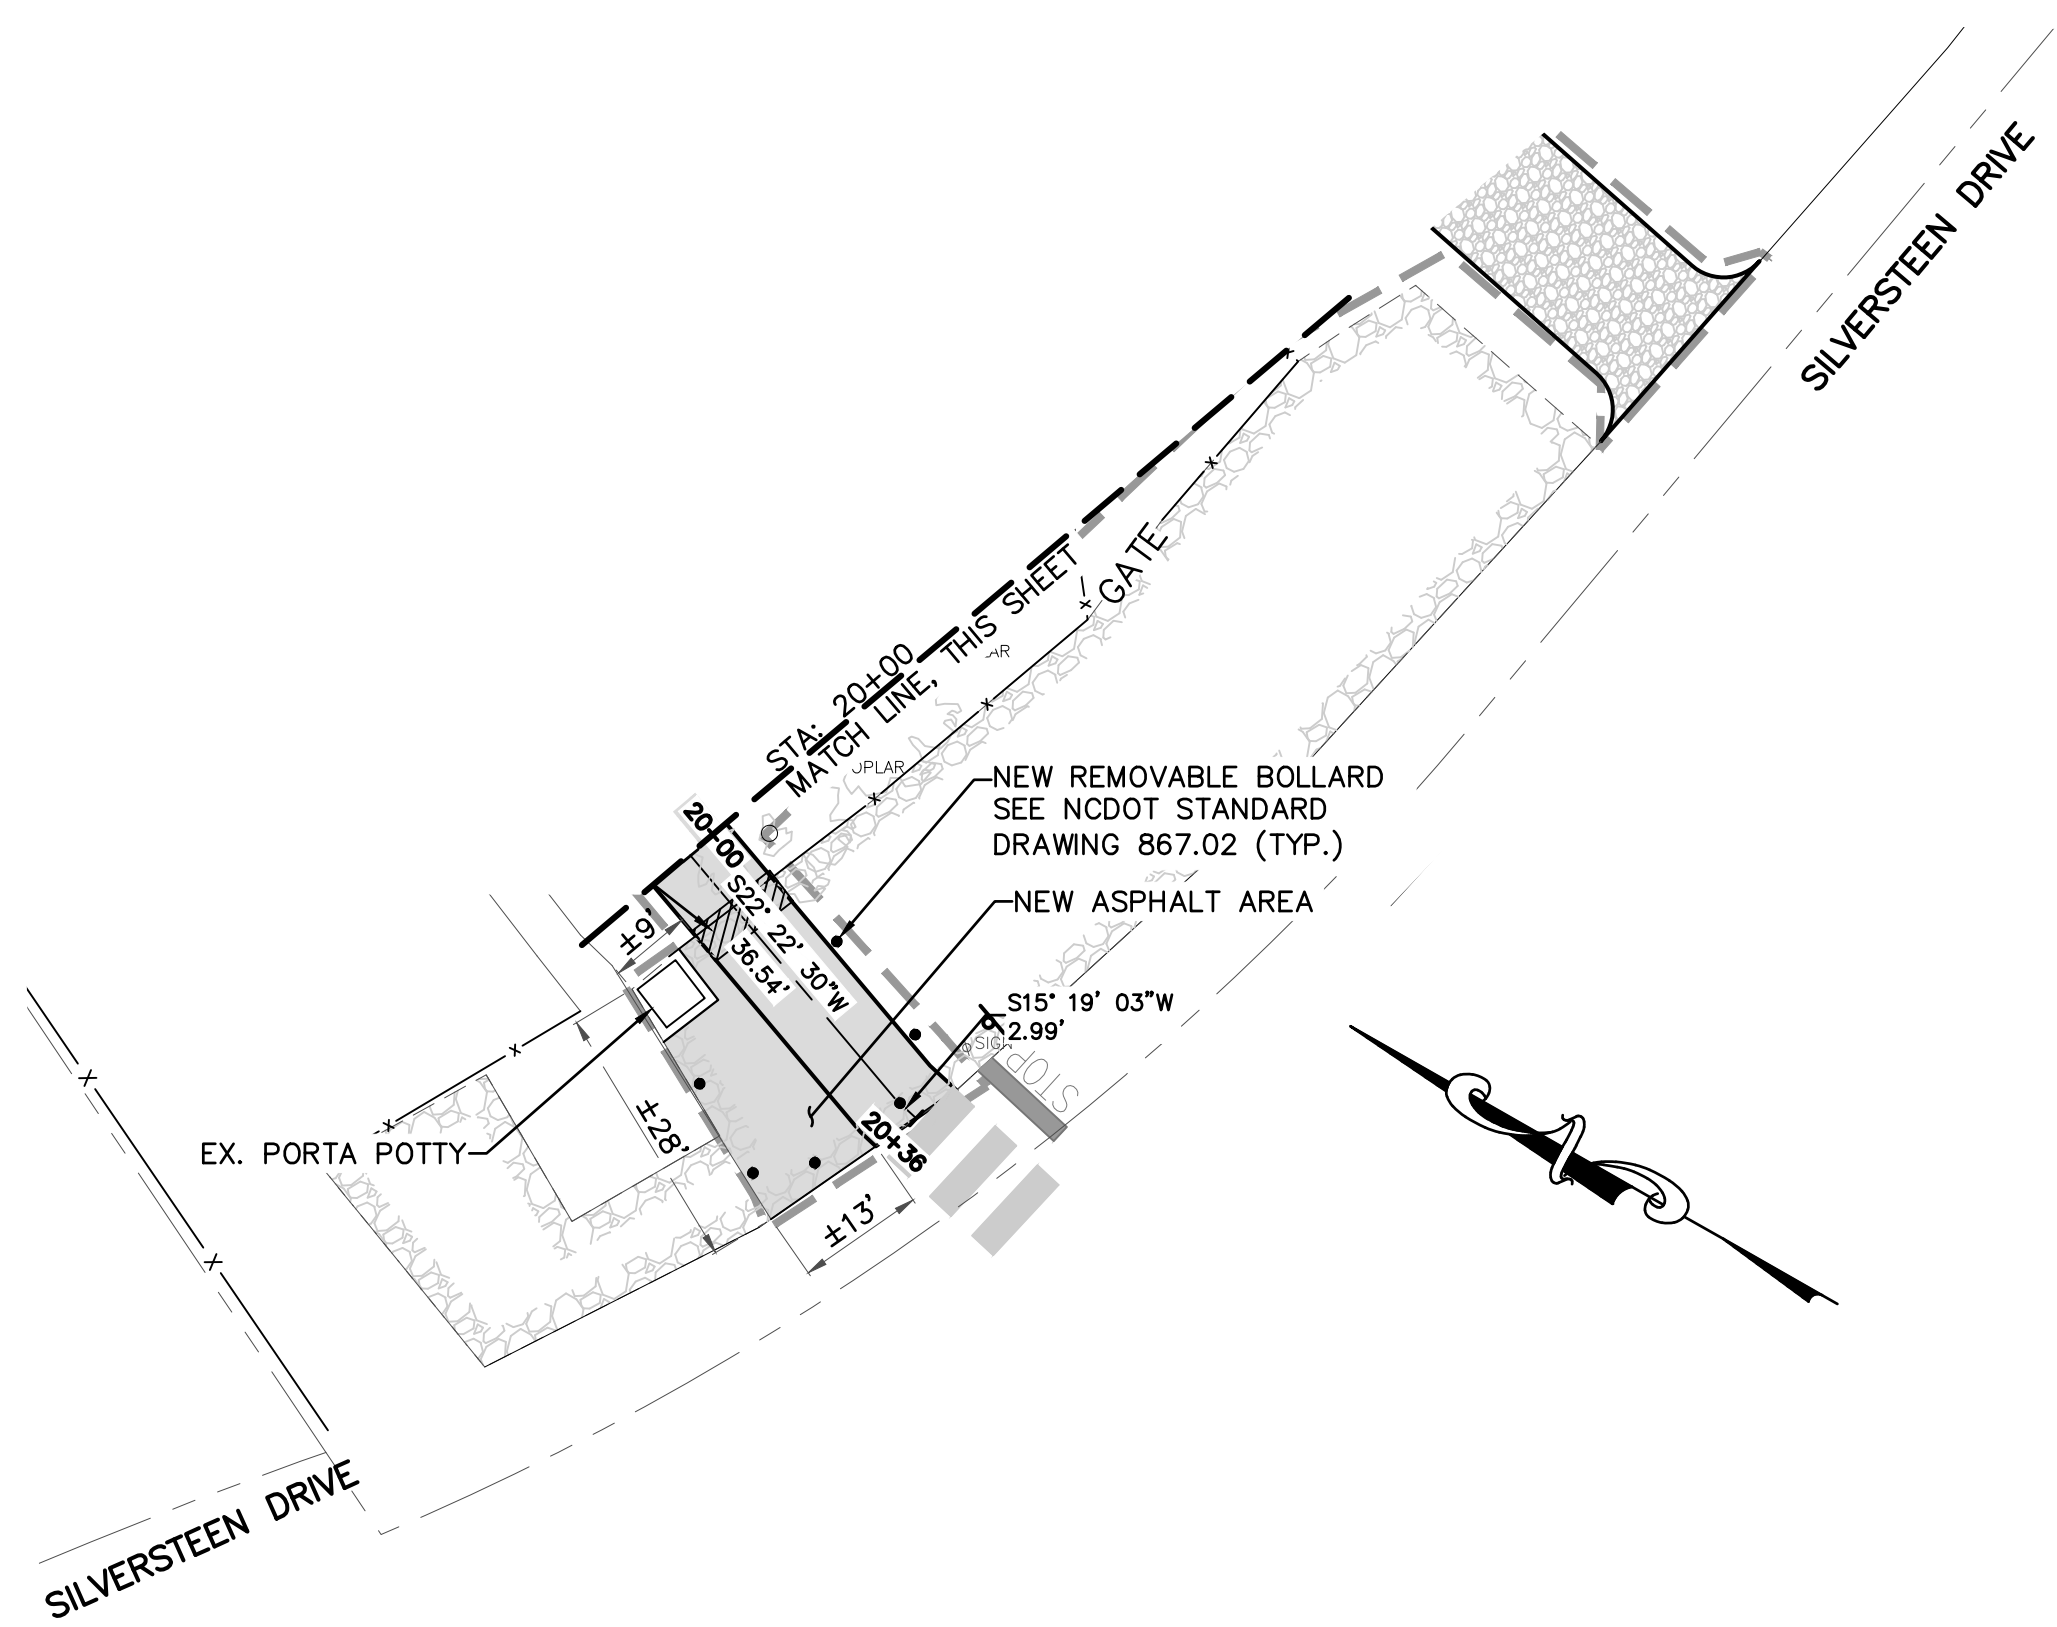 SILVERSTEEN DRIVE
GATE
STA: 20+00
MATCH LINE, THIS SHEET
NEW REMOVABLE BOLLARD
SEE NCDOT STANDARD
DRAWING 867.02 (TYP.)
20+00
S22° 22' 30"W
36.54'
NEW ASPHALT AREA
±9'
S15° 19' 03"W
2.99'
SIGN
STOP
±28'
20+36
EX. PORTA POTTY
±13'
SILVERSTEEN DRIVE